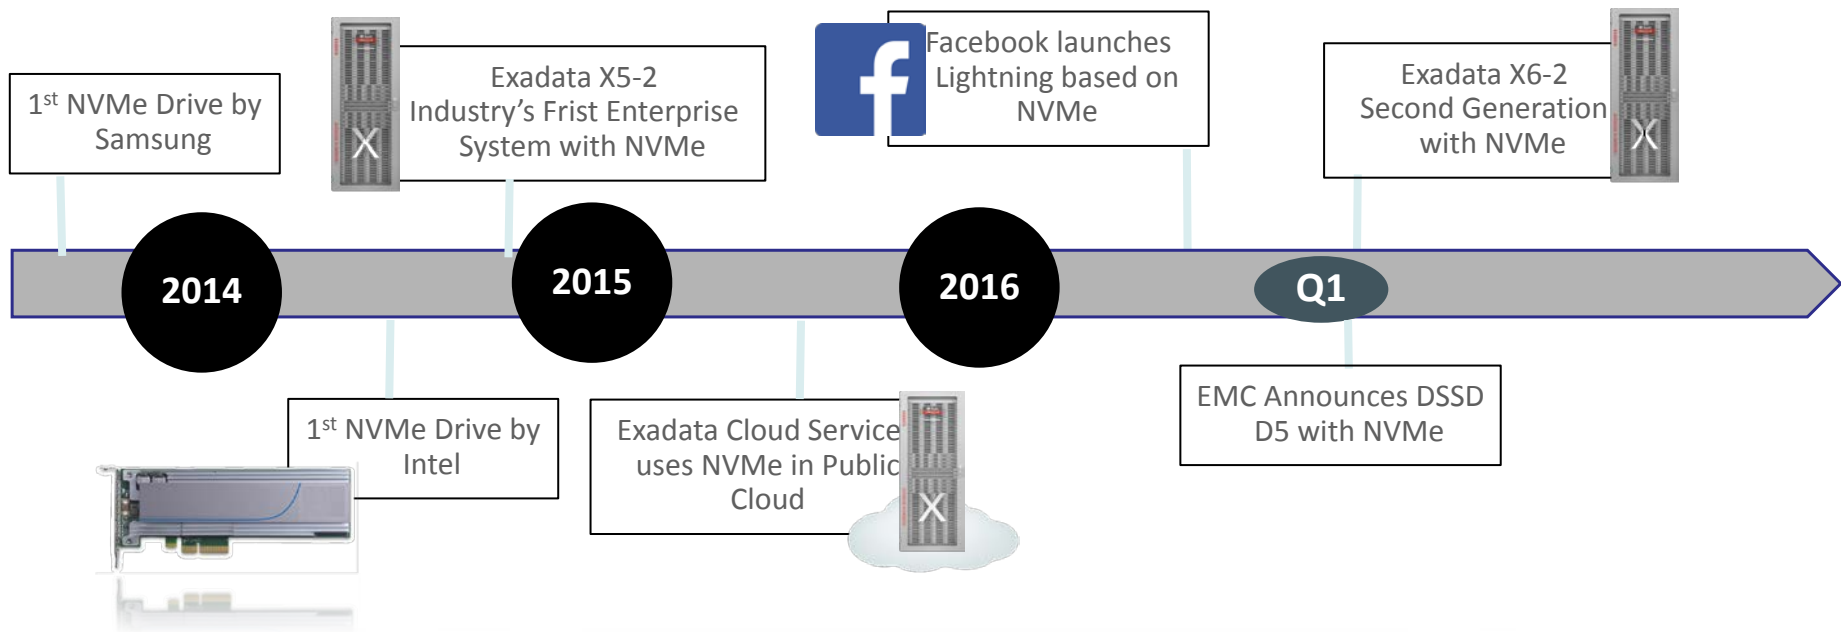 1st NVMe Drive by
Samsung
Exadata X5-2
Industry's Frist Enterprise
System with NVMe
Facebook launches
Lightning based on
NVMe
Exadata X6-2
Second Generation
with NVMe
X
f
X
2014
2015
2016
Q1
1st NVMe Drive by
Intel
Exadata Cloud Service
uses NVMe in Public
Cloud
X
EMC Announces DSSD
D5 with NVMe